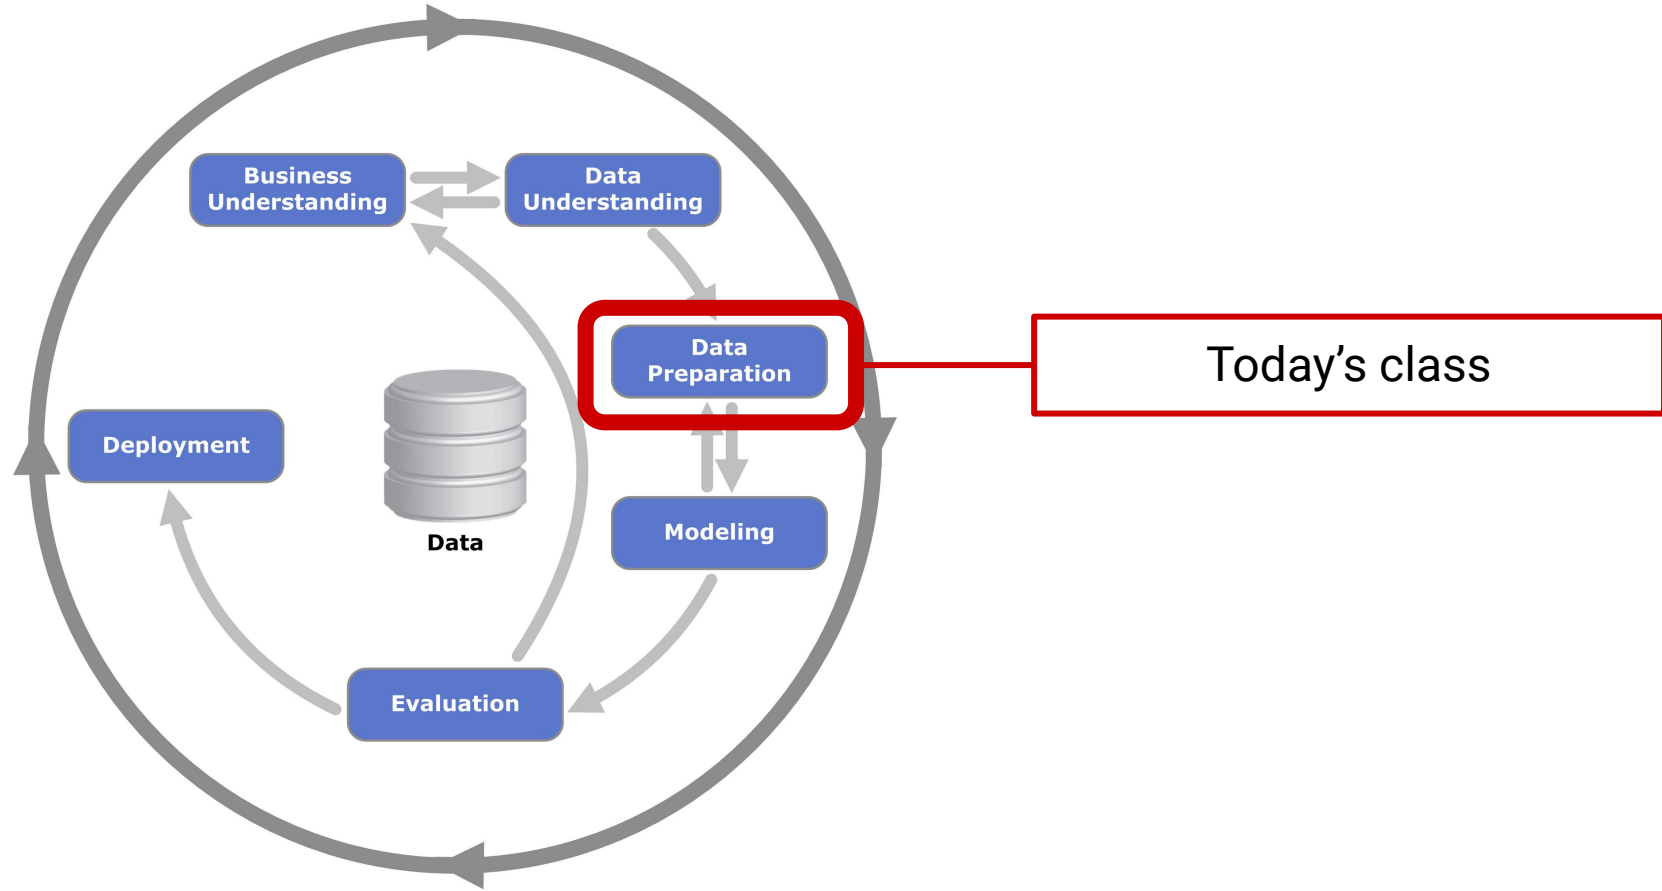 Business
Understanding
Data
Understanding
Data
Preparation
Today’s class
Deployment
Data
Modeling
Evaluation